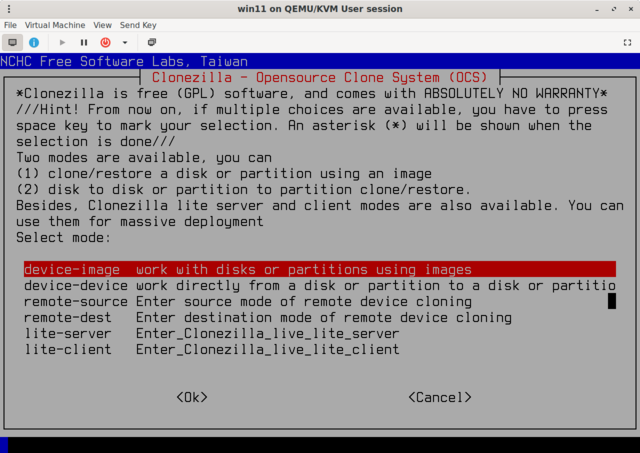 win11 on QEMU/KVM User session
File Virtual Machine View Send Key
NCHC Free Software Labs, Taiwan
Clonezilla - Opensource Clone System (OCS)
*Clonezilla is free (GPL) software, and comes with ABSOLUTELY NO WARRANTY*
///Hint! From now on, if multiple choices are available, you have to press
space key to mark your selection. An asterisk (*) will be shown when the
selection is done///
Two modes are available, you can
(1) clone/restore a disk or partition using an image
(2) disk to disk or partition to partition clone/restore.
Besides, Clonezilla lite server and client modes are also available. You can
use them for massive deployment
Select mode:
device-image work with disks or partitions using images
device-device work directly from a disk or partition to a disk or partitio
remote-source Enter source mode of remote device cloning
remote-dest Enter destination mode of remote device cloning
lite-server Enter_Clonezilla_live_lite_server
lite-client Enter_Clonezilla_live_lite_client
<Ok> <Cancel>